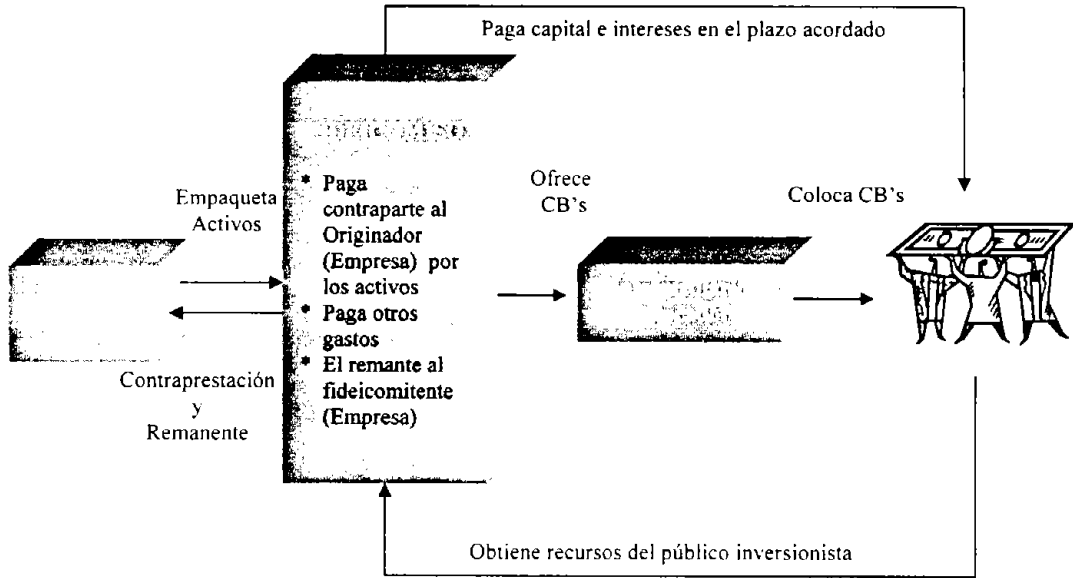 Paga capital e intereses en el plazo acordado
Empaqueta
Activos
* Paga
contraparte al
Originador
(Empresa) por
los activos
* Paga otros
gastos
* El remante al
fideicomitente
(Empresa)
Contraprestación
y
Remanente
Ofrece
CB's
Coloca CB's
Obtiene recursos del público inversionista